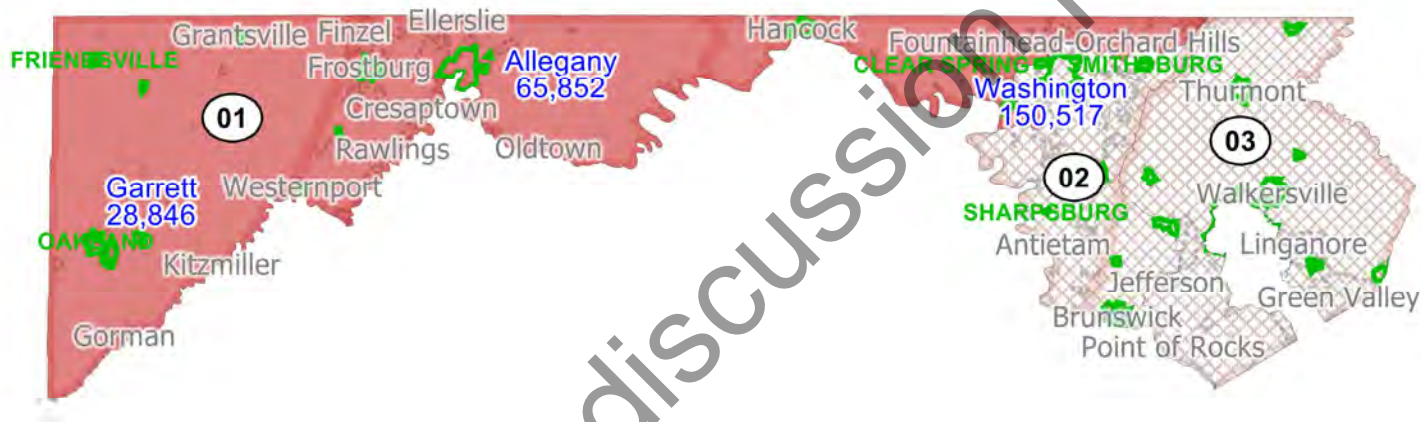 Grantsville
Finzel
Ellerslie
Hancock
Fountainhead-Orchard Hills
FRIENDSVILLE
Frostburg
Allegany
65,852
CLEAR SPRING
SMITHSBURG
Washington
150,517
Thurmont
01
Cresaptown
Rawlings
Oldtown
03
02
Garrett
28,846
Westernport
Walkersville
SHARPSBURG
OAKLAND
Kitzmiller
Antietam
Linganore
Jefferson
Green Valley
Gorman
Brunswick
Point of Rocks
discussion